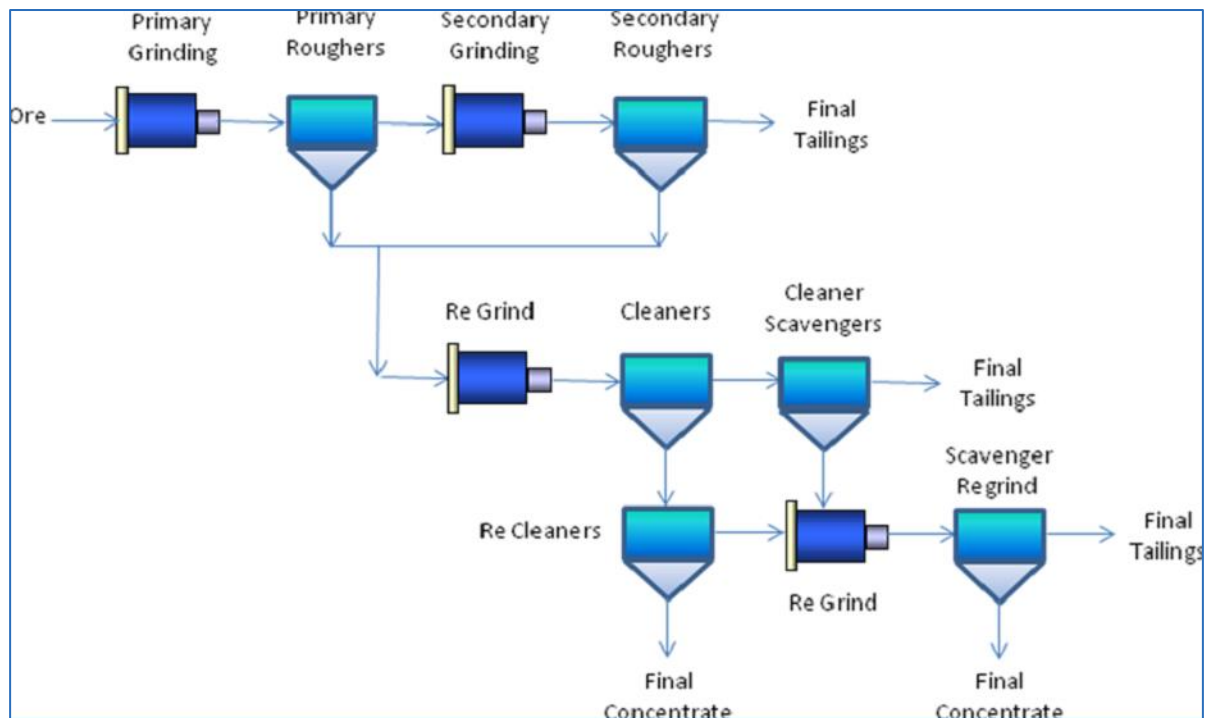 Primary
Grinding
Primary
Roughers
Secondary
Grinding
Secondary
Roughers
Ore
Final
Tailings
Re Grind
Cleaners
Cleaner
Scavengers
Final
Tailings
Scavenger
Regrind
Re Cleaners
Final
Tailings
Re Grind
Final
Concentrate
Final
Concentrate